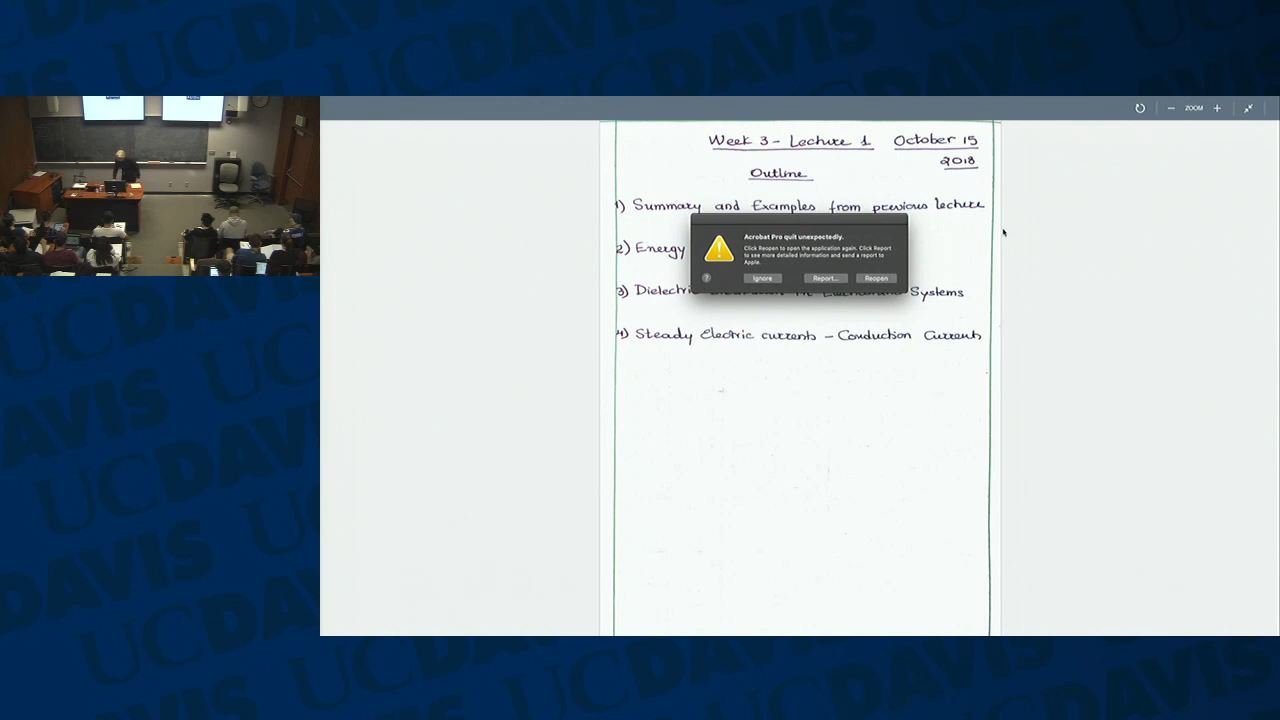 UCDAVIS
ZOOM
Week 3 - Lecture 1 October 15
2018
Outline
1) Summary and Examples from previous lecture
2) Energy
3) Dielectric Systems
4) Steady Electric currents - Conduction Currents
Acrobat Pro quit unexpectedly.
Click Reopen to open the application again. Click Report
to see more detailed information and send a report to
Apple.
? Ignore Report... Reopen